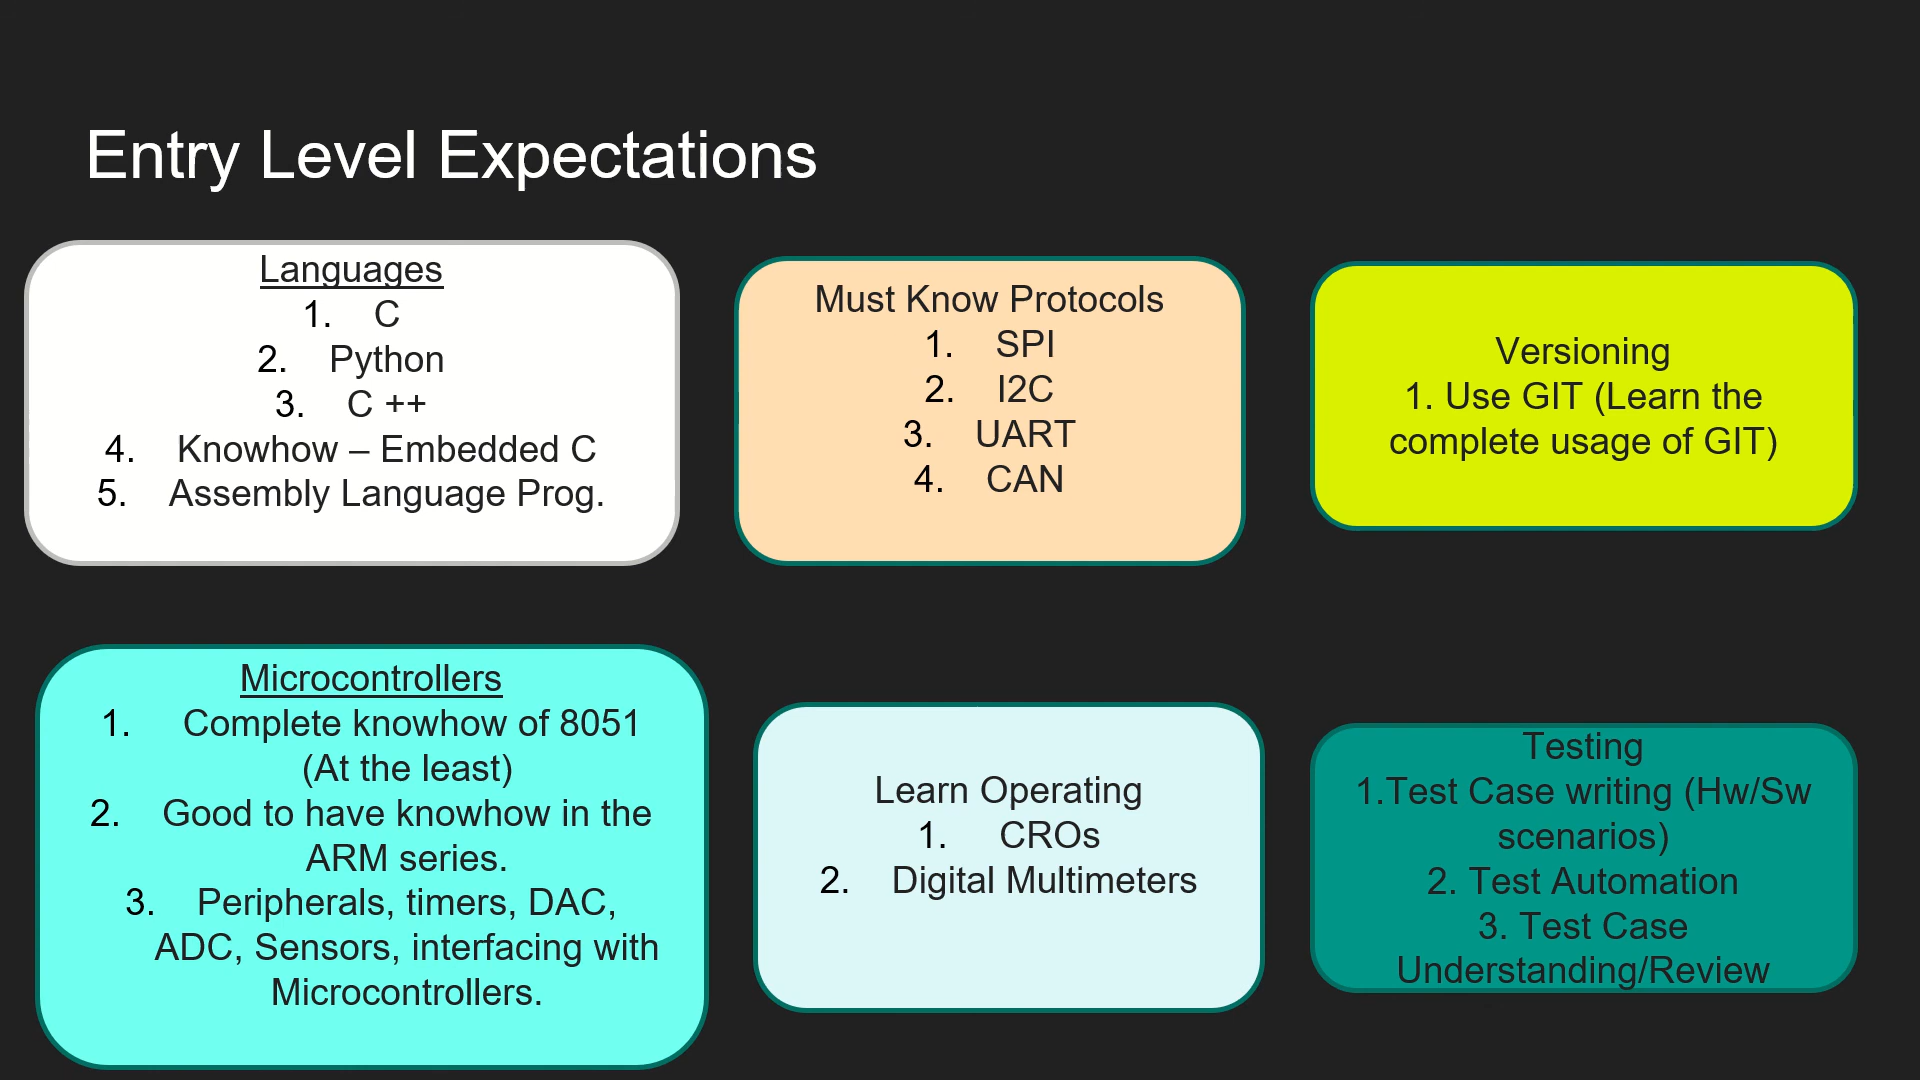 Entry Level Expectations
Languages
1. C
2. Python
3. C ++
4. Knowhow – Embedded C
5. Assembly Language Prog.
Must Know Protocols
1. SPI
2. I2C
3. UART
4. CAN
Versioning
1. Use GIT (Learn the
complete usage of GIT)
Microcontrollers
1. Complete knowhow of 8051
(At the least)
2. Good to have knowhow in the
ARM series.
3. Peripherals, timers, DAC,
ADC, Sensors, interfacing with
Microcontrollers.
Learn Operating
1. CROs
2. Digital Multimeters
Testing
1.Test Case writing (Hw/Sw
scenarios)
2. Test Automation
3. Test Case
Understanding/Review